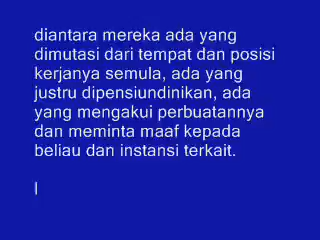 diantara mereka ada yang
dimutasi dari tempat dan posisi
kerjanya semula, ada yang
justru dipensiundinikan, ada
yang mengakui perbuatannya
dan meminta maaf kepada
beliau dan instansi terkait.
l